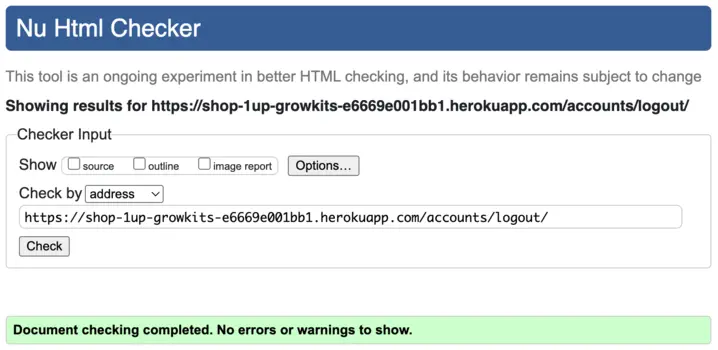 Nu Html Checker
This tool is an ongoing experiment in better HTML checking, and its behavior remains subject to change
Showing results for https://shop-1up-growkits-e6669e001bb1.herokuapp.com/accounts/logout/
Checker Input
Show source outline image report Options...
Check by address
https://shop-1up-growkits-e6669e001bb1.herokuapp.com/accounts/logout/
Check
Document checking completed. No errors or warnings to show.